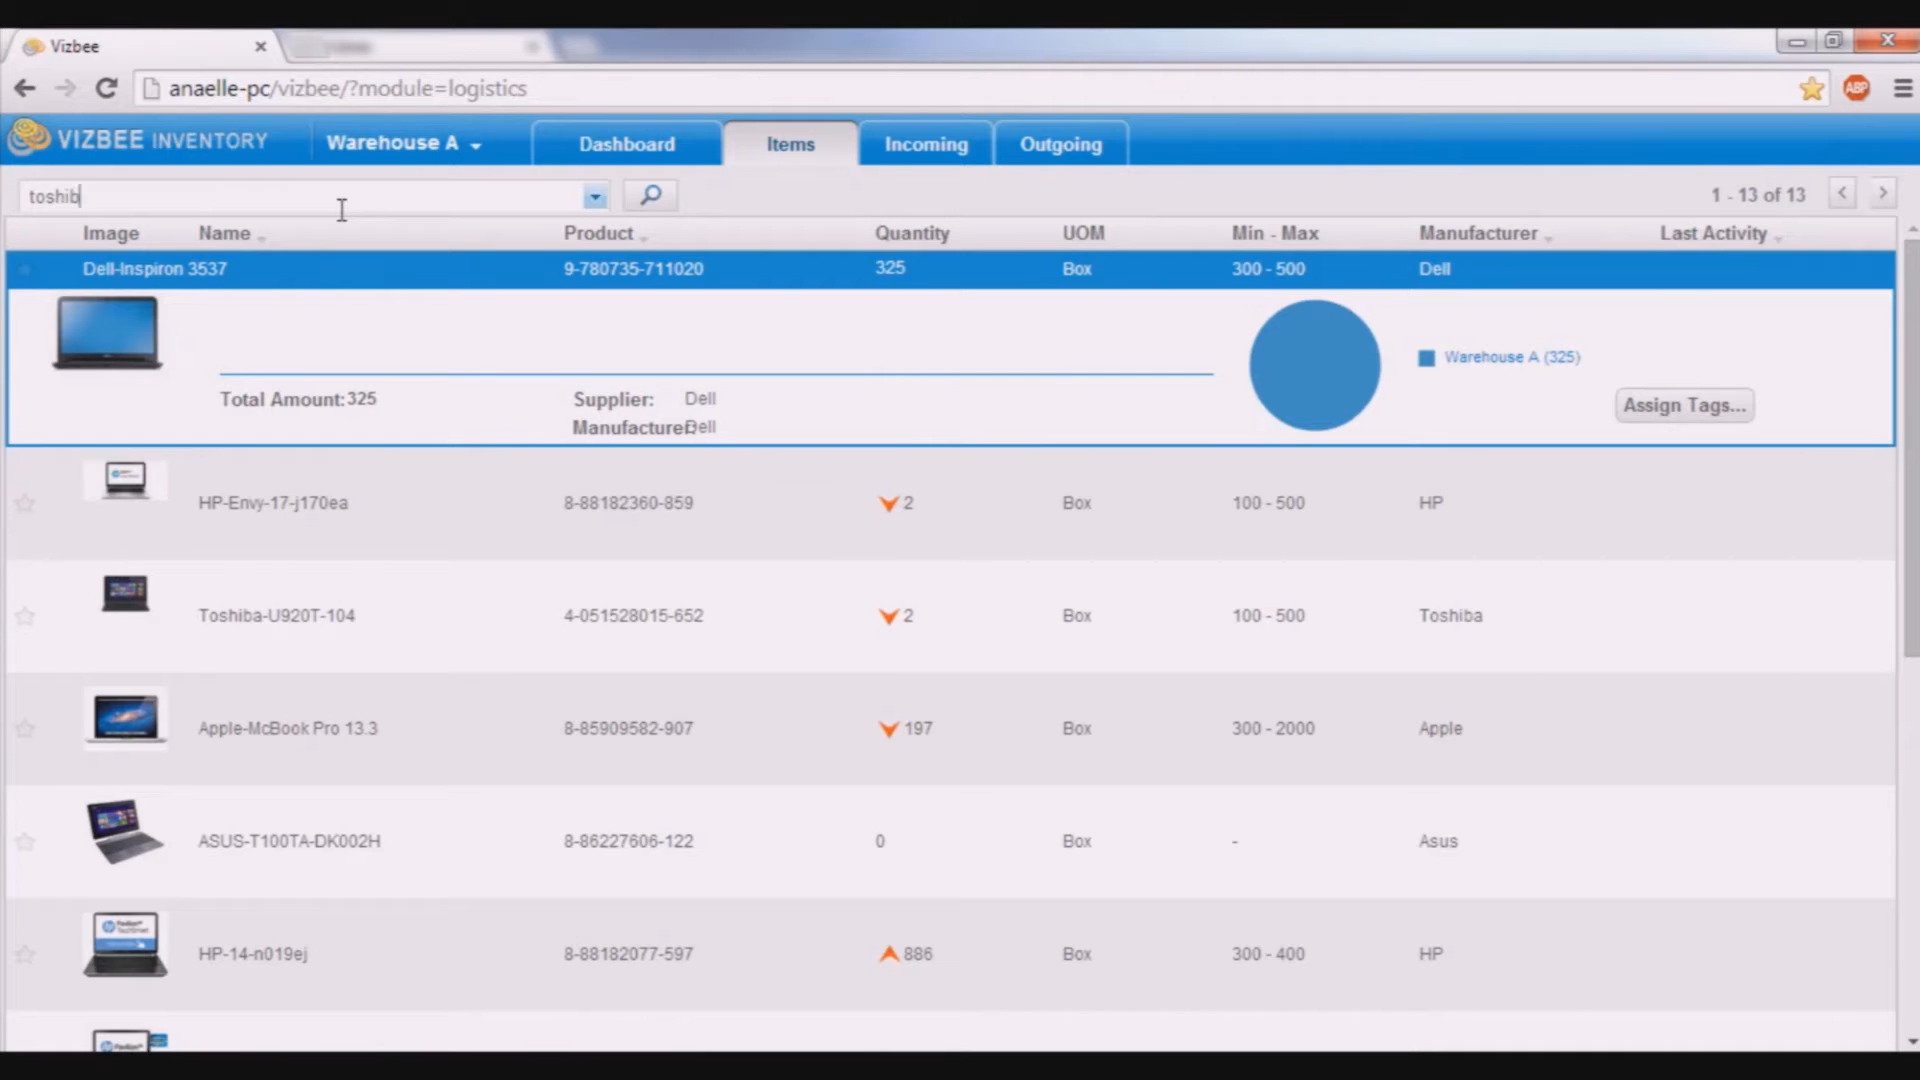 Vizbee
anaelle-pc/vizbee/?module=logistics
ABP
VIZBEE INVENTORY Warehouse A Dashboard Items Incoming Outgoing
toshib 1 - 13 of 13
Image Name Product Quantity UOM Min - Max Manufacturer Last Activity
Dell-Inspiron 3537 9-780735-711020 325 Box 300 - 500 Dell
Warehouse A (325)
Total Amount: 325 Supplier: Dell Assign Tags...
Manufacturer: Dell
HP-Envy-17-j170ea 8-88182360-859 2 Box 100 - 500 HP
Toshiba-U920T-104 4-051528015-652 2 Box 100 - 500 Toshiba
Apple-McBook Pro 13.3 8-85909582-907 197 Box 300 - 2000 Apple
ASUS-T100TA-DK002H 8-86227606-122 0 Box - Asus
HP-14-n019ej 8-88182077-597 886 Box 300 - 400 HP